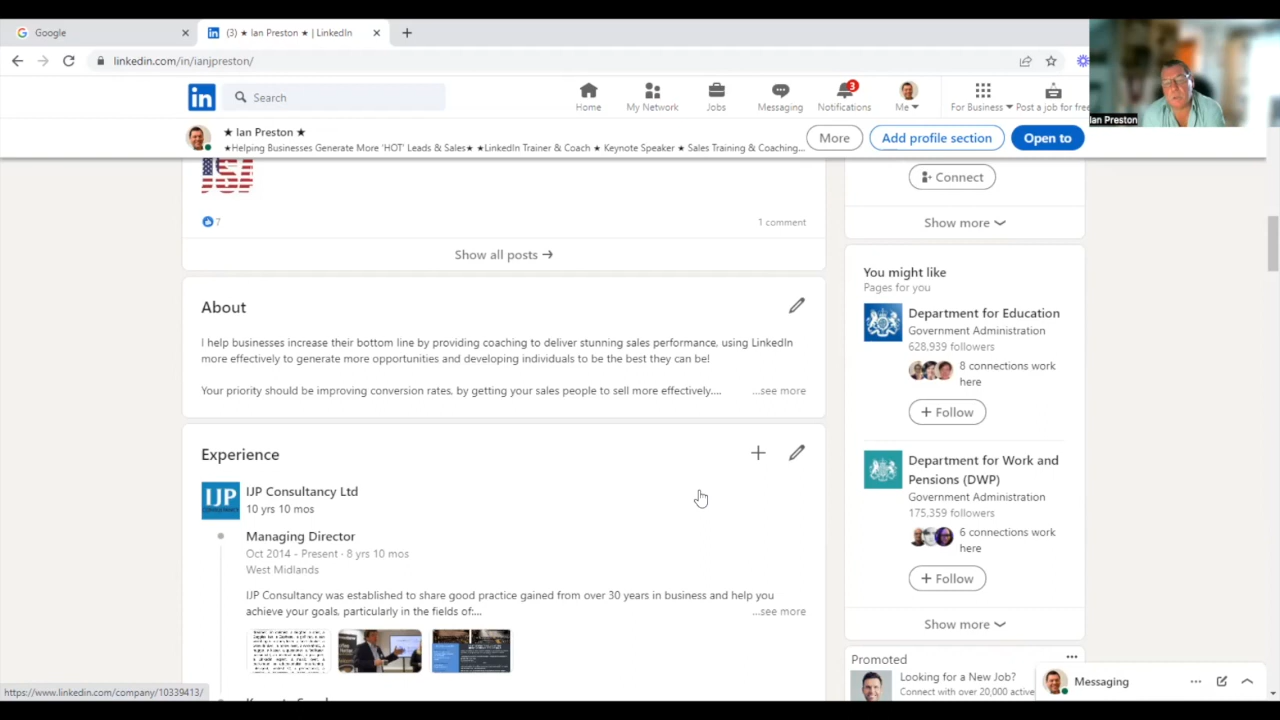 Google
(3) ★ Ian Preston ★ | LinkedIn
linkedin.com/in/ianjpreston/
in
Search
Home
My Network
Jobs
Messaging
3
Notifications
Me
For Business
Post a job for free
Ian Preston
★ Ian Preston ★
★Helping Businesses Generate More 'HOT' Leads & Sales★ ★LinkedIn Trainer & Coach ★ Keynote Speaker ★ Sales Training & Coaching...
More
Add profile section
Open to
7
1 comment
Show all posts →
About
I help businesses increase their bottom line by providing coaching to deliver stunning sales performance, using LinkedIn
more effectively to generate more opportunities and developing individuals to be the best they can be!
Your priority should be improving conversion rates, by getting your sales people to sell more effectively.... ...see more
Experience
IJP
IJP Consultancy Ltd
10 yrs 10 mos
Managing Director
Oct 2014 - Present · 8 yrs 10 mos
West Midlands
IJP Consultancy was established to share good practice gained from over 30 years in business and help you
achieve your goals, particularly in the fields of:... ...see more
Connect
Show more
You might like
Pages for you
Department for Education
Government Administration
628,939 followers
8 connections work
here
+ Follow
Department for Work and
Pensions (DWP)
Government Administration
175,359 followers
6 connections work
here
+ Follow
Show more
Promoted
Looking for a New Job?
Connect with over 20,000 active
Messaging
https://www.linkedin.com/company/10339413/